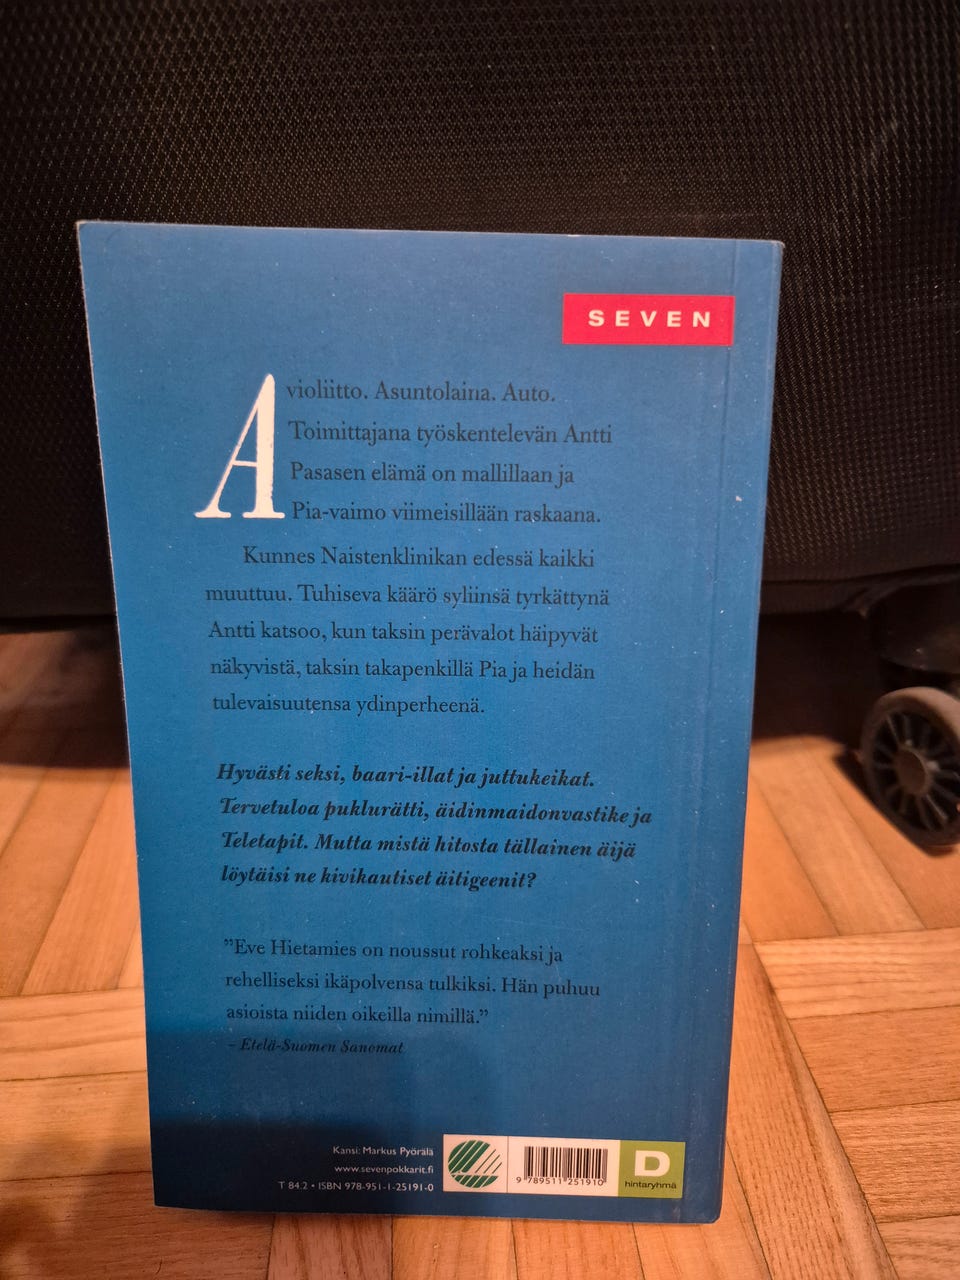 SEVEN
Avioliitto. Asuntolaina. Auto.
Toimittajana työskentelevän Antti
Pasasen elämä on mallillaan ja
Pia-vaimo viimeisillään raskaana.
Kunnes Naistenklinikan edessä kaikki
muuttuu. Tuhiseva käärö syliinsä tyrkättynä
Antti katsoo, kun taksin perävalot häipyvät
näkyvistä, taksin takapenkillä Pia ja heidän
tulevaisuutensa ydinperheenä.
Hyvästi seksi, baari-illat ja juttukeikat.
Tervetuloa puklurätti, äidinmaidonvastike ja
Teletapit. Mutta mistä hitosta tällainen äijä
löytäisi ne kivikautiset äitigeenit?
”Eve Hietamies on noussut rohkeaksi ja
rehelliseksi ikäpolvensa tulkiksi. Hän puhuu
asioista niiden oikeilla nimillä.”
– Etelä-Suomen Sanomat
Kansi: Markus Pyörälä
www.sevenpokkarit.fi
T 84.2 • ISBN 978-951-1-25191-0
9 789511 251910
D
hintaryhmä